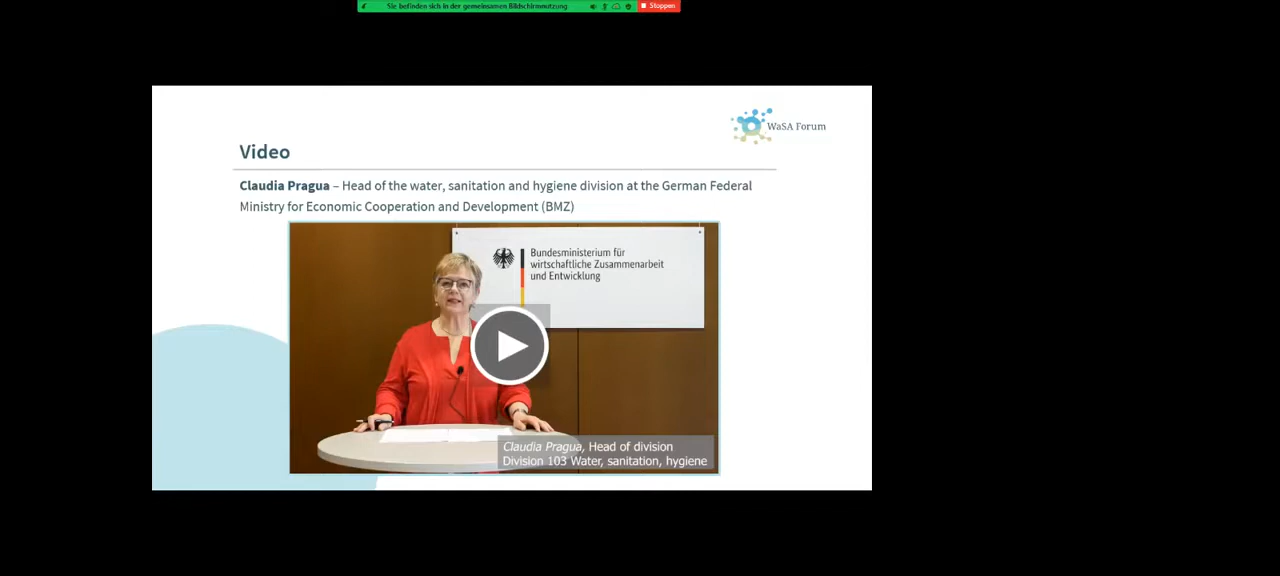 Sie befinden sich in der gemeinsamen Bildschirmnutzung
Stoppen
WaSA Forum
Video
Claudia Pragua – Head of the water, sanitation and hygiene division at the German Federal
Ministry for Economic Cooperation and Development (BMZ)
Bundesministerium für
wirtschaftliche Zusammenarbeit
und Entwicklung
Claudia Pragua, Head of division
Division 103 Water, sanitation, hygiene